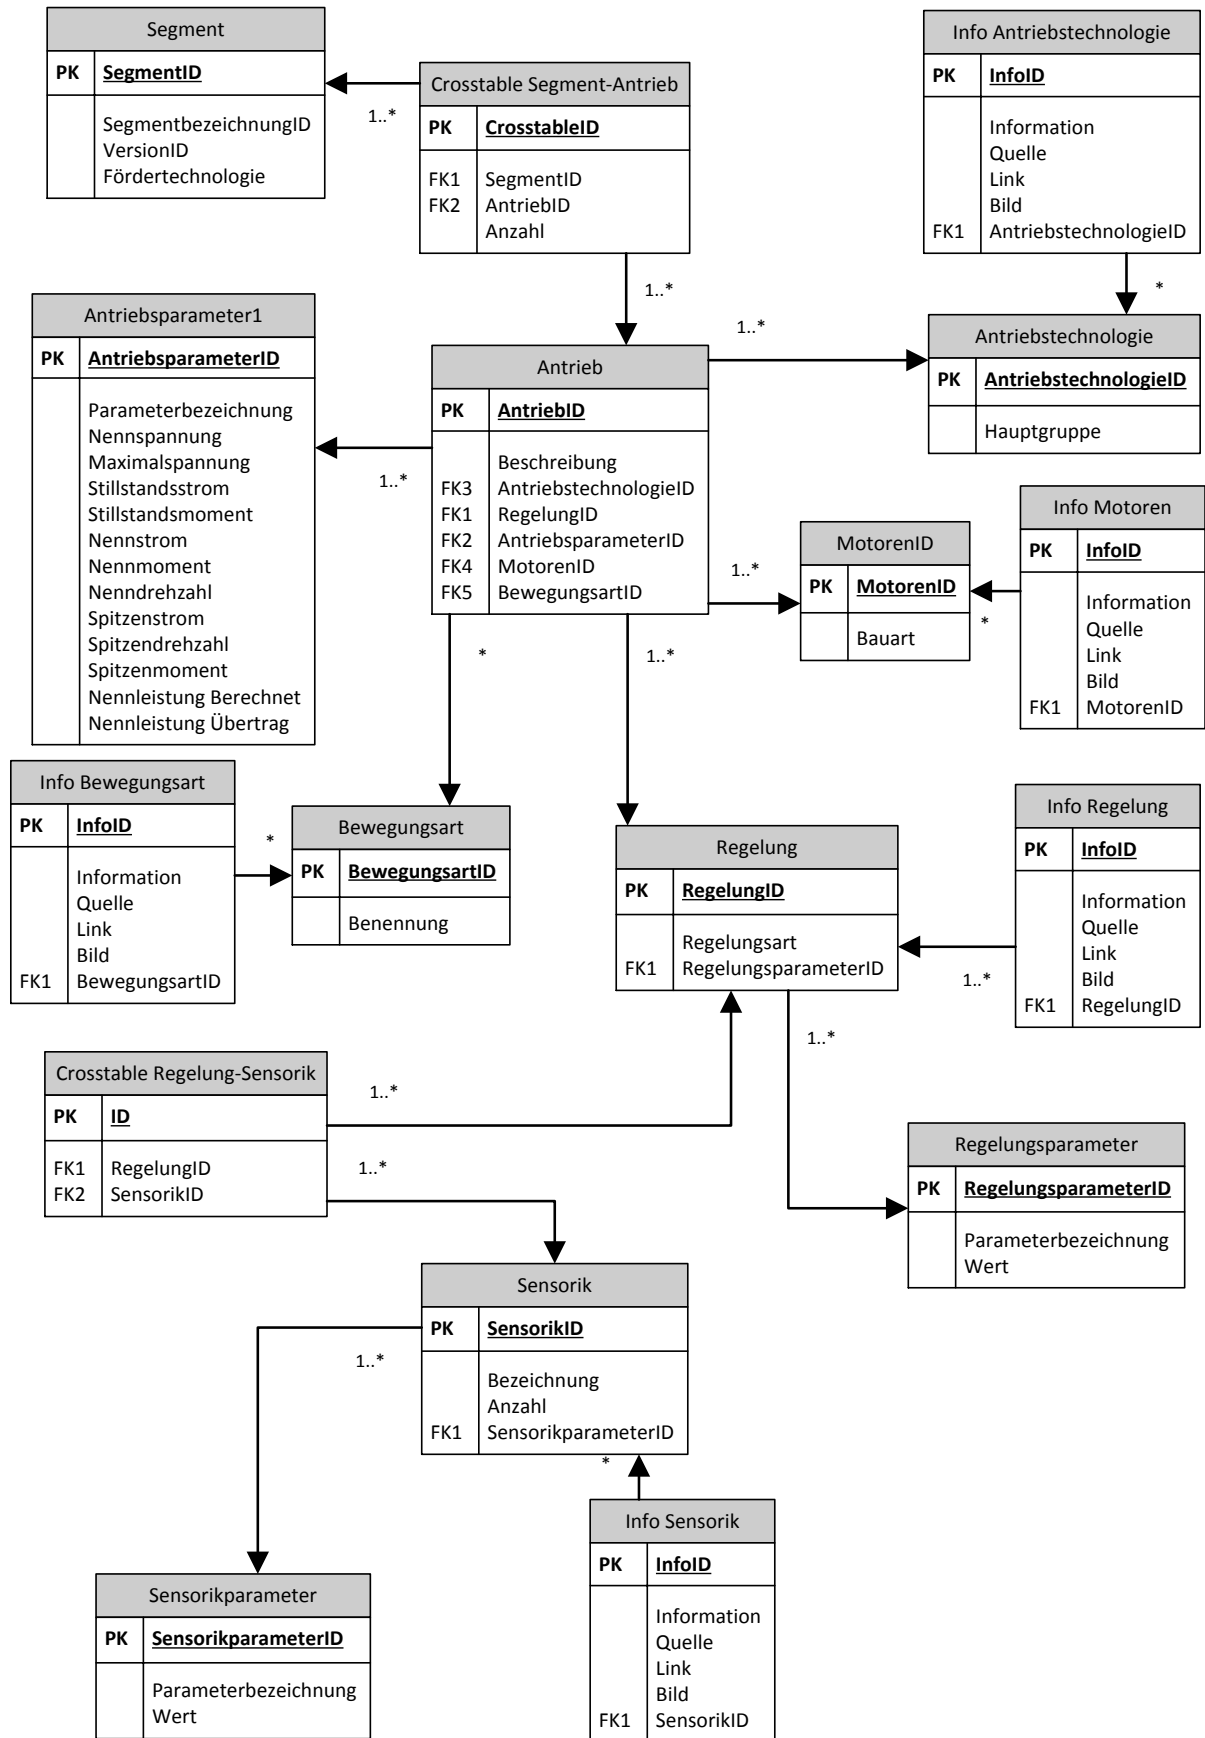 Segment
PK SegmentID
SegmentbezeichnungID
VersionID
Fördertechnologie
1..*
Crosstable Segment-Antrieb
PK CrosstableID
FK1 SegmentID
FK2 AntriebID
Anzahl
1..*
Info Antriebstechnologie
PK InfoID
Information
Quelle
Link
Bild
FK1 AntriebstechnologieID
*
Antriebsparameter1
PK AntriebsparameterID
Parameterbezeichnung
Nennspannung
Maximalspannung
Stillstandsstrom
Stillstandsmoment
Nennstrom
Nennmoment
Nenndrehzahl
Spitzenstrom
Spitzendrehzahl
Spitzenmoment
Nennleistung Berechnet
Nennleistung Übertrag
1..*
Antrieb
PK AntriebID
Beschreibung
FK3 AntriebstechnologieID
FK1 RegelungID
FK2 AntriebsparameterID
FK4 MotorenID
FK5 BewegungsartID
1..*
Antriebstechnologie
PK AntriebstechnologieID
Hauptgruppe
1..*
MotorenID
PK MotorenID
Bauart
Info Motoren
PK InfoID
Information
Quelle
Link
Bild
FK1 MotorenID
*
*
1..*
Info Bewegungsart
PK InfoID
Information
Quelle
Link
Bild
FK1 BewegungsartID
*
Bewegungsart
PK BewegungsartID
Benennung
Regelung
PK RegelungID
Regelungsart
FK1 RegelungsparameterID
Info Regelung
PK InfoID
Information
Quelle
Link
Bild
FK1 RegelungID
1..*
1..*
Crosstable Regelung-Sensorik
PK ID
FK1 RegelungID
FK2 SensorikID
1..*
1..*
Regelungsparameter
PK RegelungsparameterID
Parameterbezeichnung
Wert
Sensorik
PK SensorikID
Bezeichnung
Anzahl
FK1 SensorikparameterID
1..*
*
Info Sensorik
PK InfoID
Information
Quelle
Link
Bild
FK1 SensorikID
Sensorikparameter
PK SensorikparameterID
Parameterbezeichnung
Wert